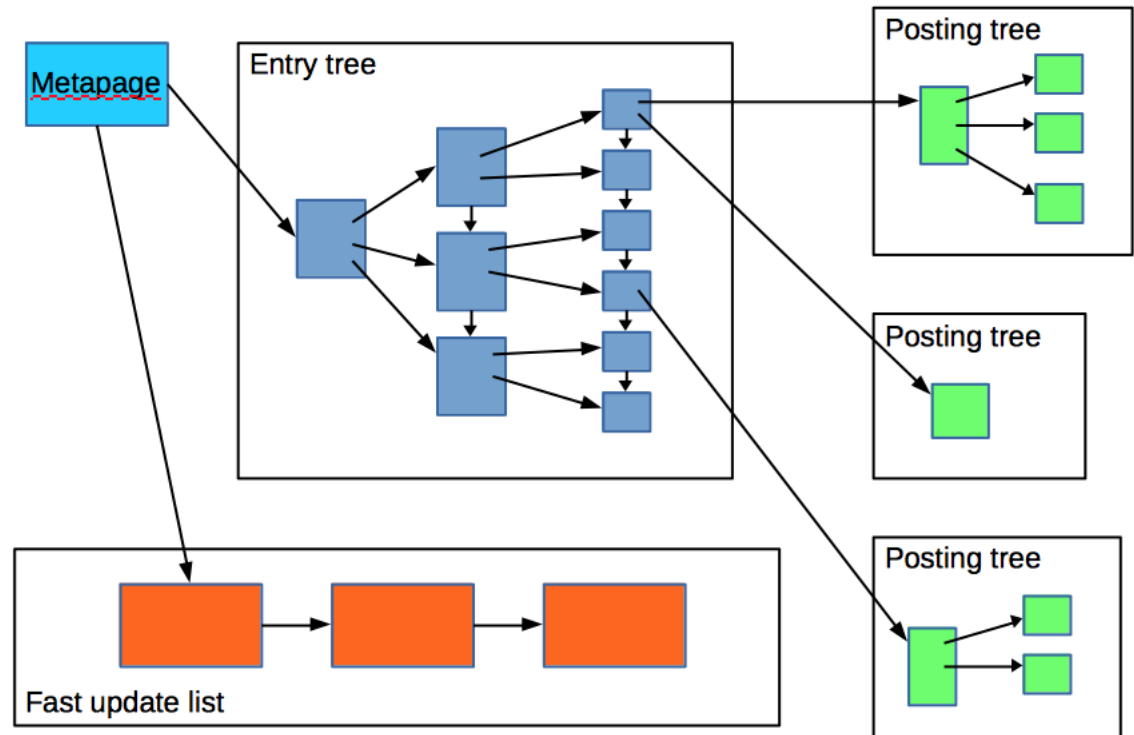 Metapage
Entry tree
Posting tree
Posting tree
Posting tree
Fast update list